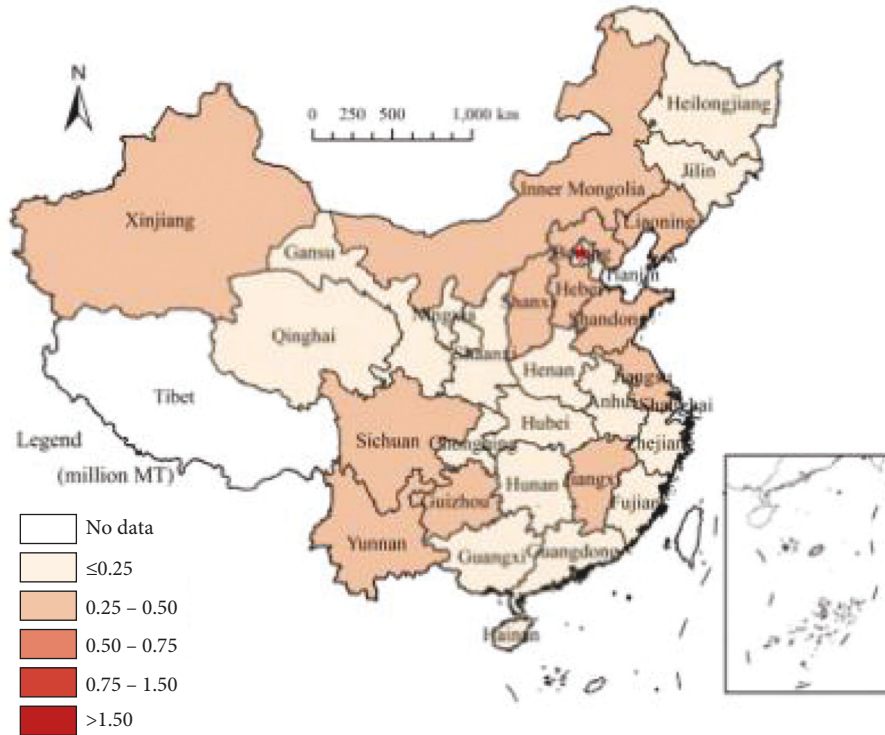 N
0 250 500 1,000 km
Heilongjiang
Jilin
Inner Mongolia
Liaoning
Xinjiang
Gansu
Beijing
Tianjin
Hebei
Shanxi
Shandong
Ningxia
Qinghai
Shaanxi
Henan
Jiangsu
Anhui
Shanghai
Tibet
Hubei
Sichuan
Chongqing
Zhejiang
Legend
(million MT)
Hunan
Jiangxi
Guizhou
Fujian
Yunnan
Guangxi
Guangdong
Hainan
No data
≤0.25
0.25 – 0.50
0.50 – 0.75
0.75 – 1.50
>1.50